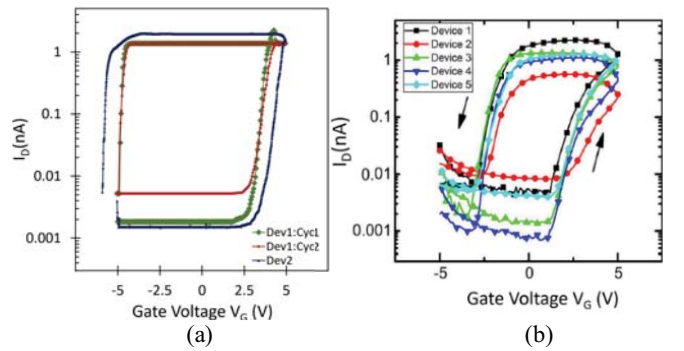 I_D(nA)
1
0.1
0.01
0.001
-5
-2.5
0
2.5
5
Gate Voltage V_G (V)
Dev1:Cyc1
Dev1:Cyc2
Dev2
(a)
I_D(nA)
1
0.1
0.01
0.001
-5
0
5
Gate Voltage V_G (V)
Device 1
Device 2
Device 3
Device 4
Device 5
(b)